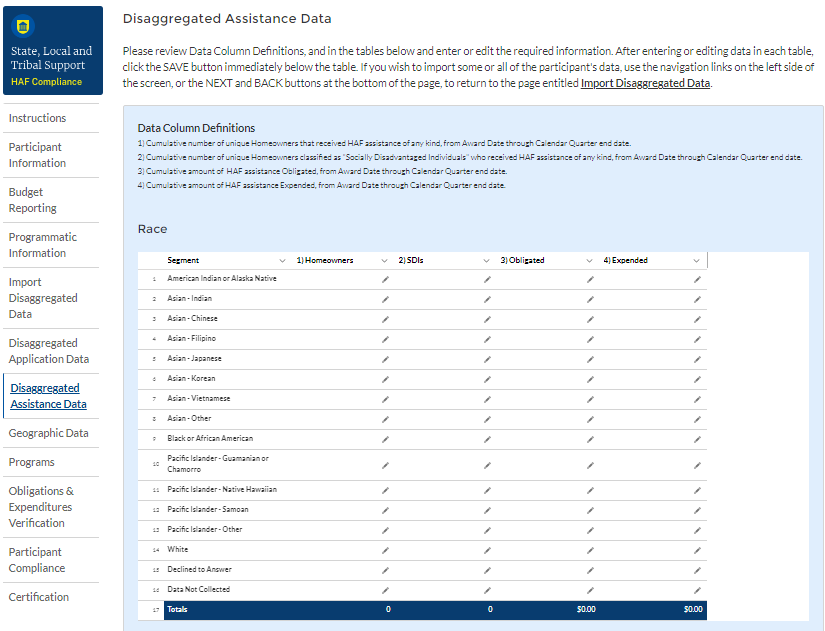 State, Local and
Tribal Support
HAF Compliance
Instructions
Participant
Information
Budget
Reporting
Programmatic
Information
Import
Disaggregated
Data
Disaggregated
Application Data
Disaggregated
Assistance Data
Geographic Data
Programs
Obligations &
Expenditures
Verification
Participant
Compliance
Certification
Disaggregated Assistance Data
Please review Data Column Definitions, and in the tables below and enter or edit the required information. After entering or editing data in each table,
click the SAVE button immediately below the table. If you wish to import some or all of the participant's data, use the navigation links on the left side of
the screen, or the NEXT and BACK buttons at the bottom of the page, to return to the page entitled Import Disaggregated Data.
Data Column Definitions
1) Cumulative number of unique Homeowners that received HAF assistance of any kind, from Award Date through Calendar Quarter end date.
2) Cumulative number of unique Homeowners classified as "Socially Disadvantaged Individuals" who received HAF assistance of any kind, from Award Date through Calendar Quarter end date.
3) Cumulative amount of HAF assistance Obligated, from Award Date through Calendar Quarter end date.
4) Cumulative amount of HAF assistance Expended, from Award Date through Calendar Quarter end date.
Race
Segment 1) Homeowners 2) SDIs 3) Obligated 4) Expended
1 American Indian or Alaska Native
2 Asian - Indian
3 Asian - Chinese
4 Asian - Filipino
5 Asian - Japanese
6 Asian - Korean
7 Asian - Vietnamese
8 Asian - Other
9 Black or African American
10 Pacific Islander - Guamanian or
Chamorro
11 Pacific Islander - Native Hawaiian
12 Pacific Islander - Samoan
13 Pacific Islander - Other
14 White
15 Declined to Answer
16 Data Not Collected
17 Totals 0 0 $0.00 $0.00